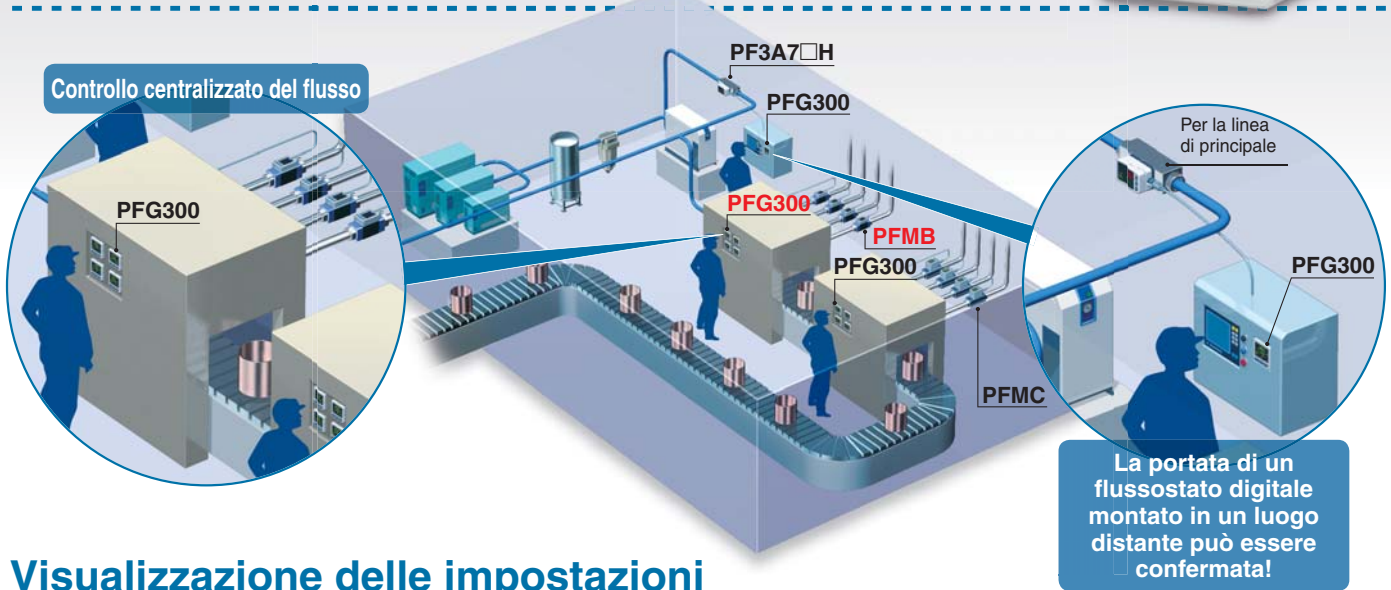 Controllo centralizzato del flusso
PFG300
PF3A7□H
PFG300
PFG300
PFMB
PFG300
PFMC
Per la linea
di principale
PFG300
La portata di un
flussostato digitale
montato in un luogo
distante può essere
confermata!
Visualizzazione delle impostazioni